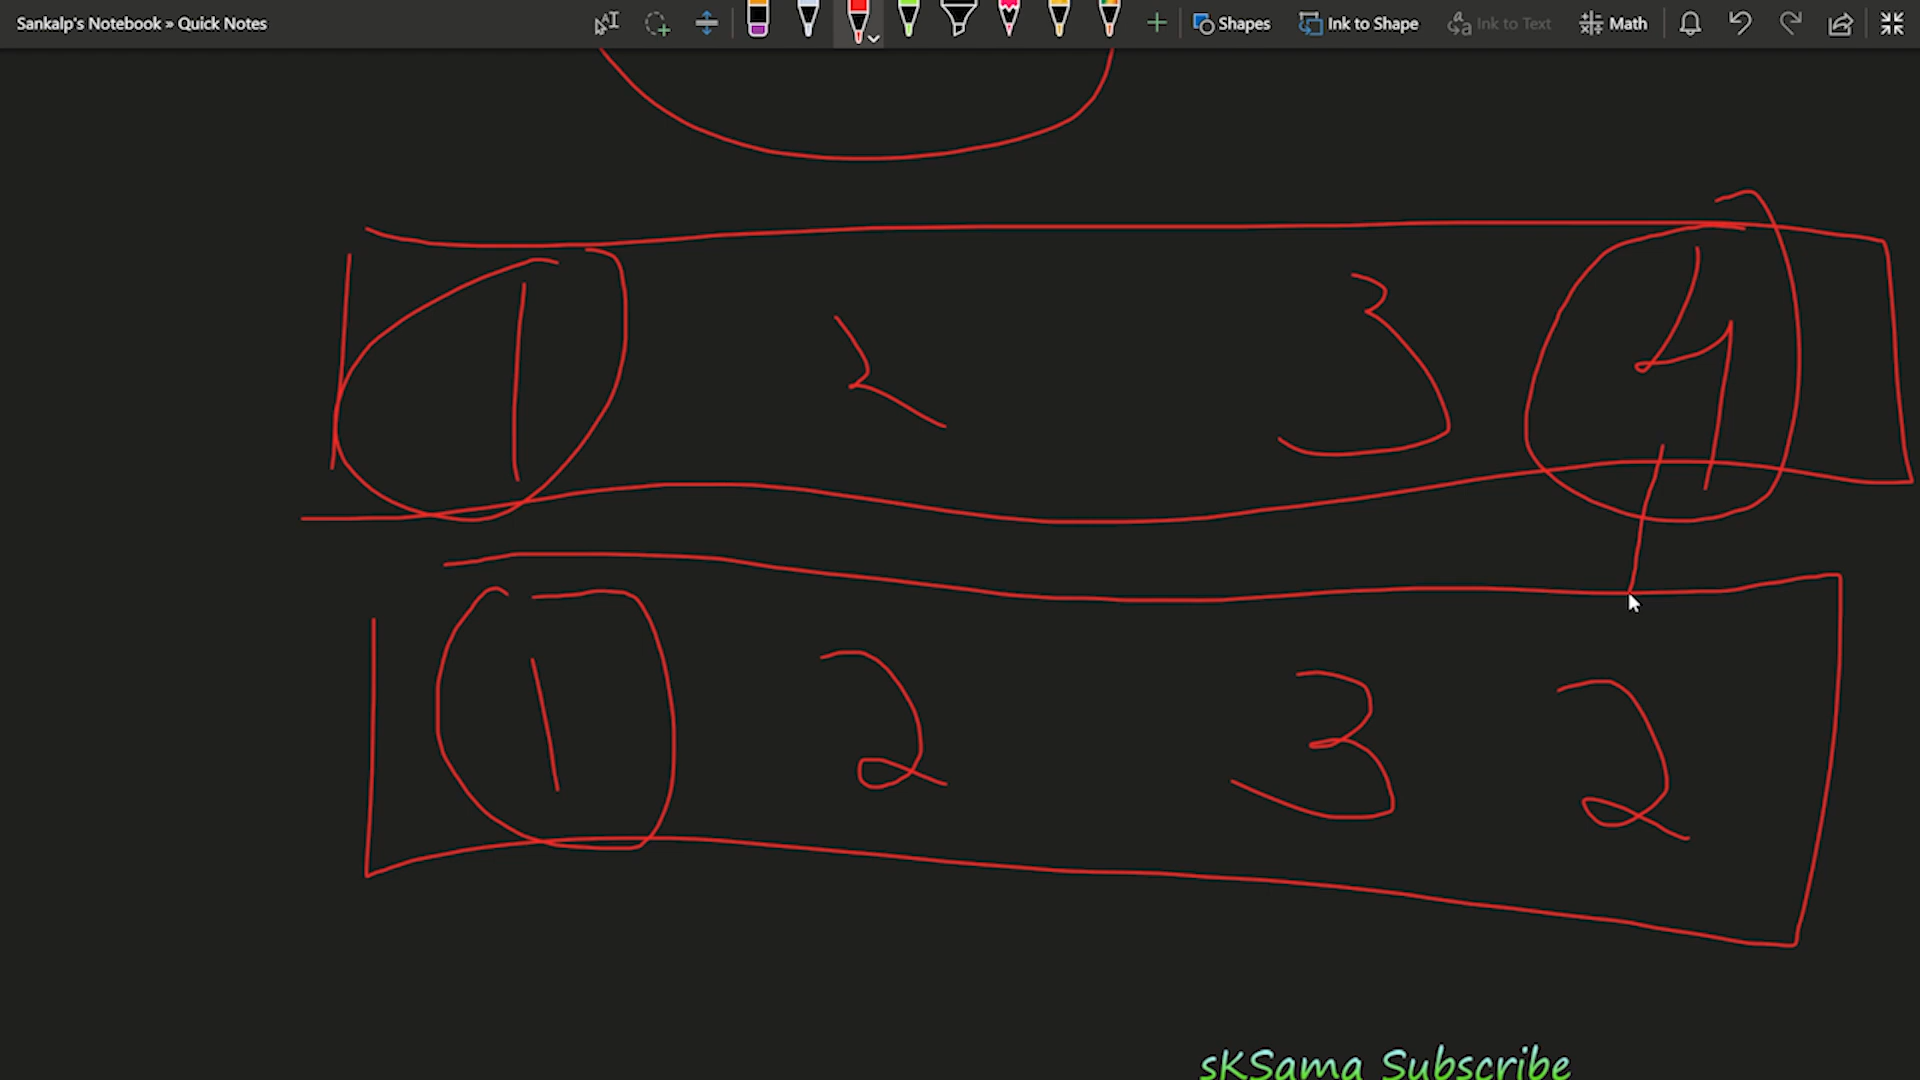 Sankalp's Notebook » Quick Notes
Shapes Ink to Shape Ink to Text Math
1 2 3 4
1 2 3 2
sKSama Subscribe